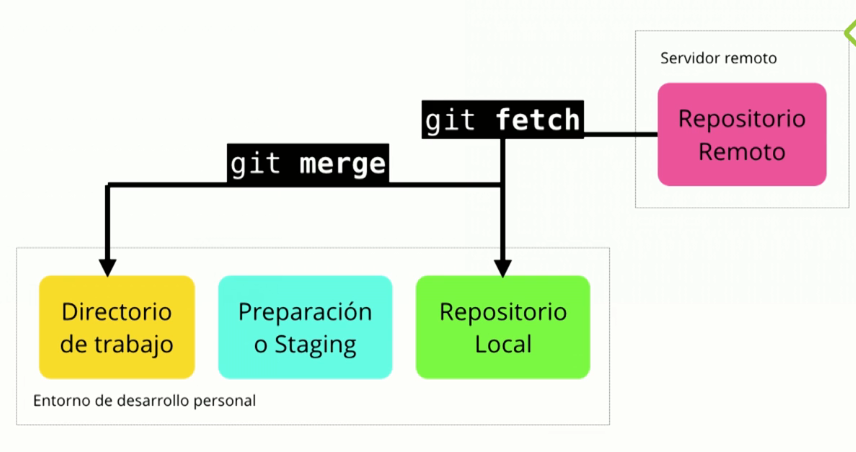 Servidor remoto
Repositorio
Remoto
git fetch
git merge
Directorio
de trabajo
Preparación
o Staging
Repositorio
Local
Entorno de desarrollo personal